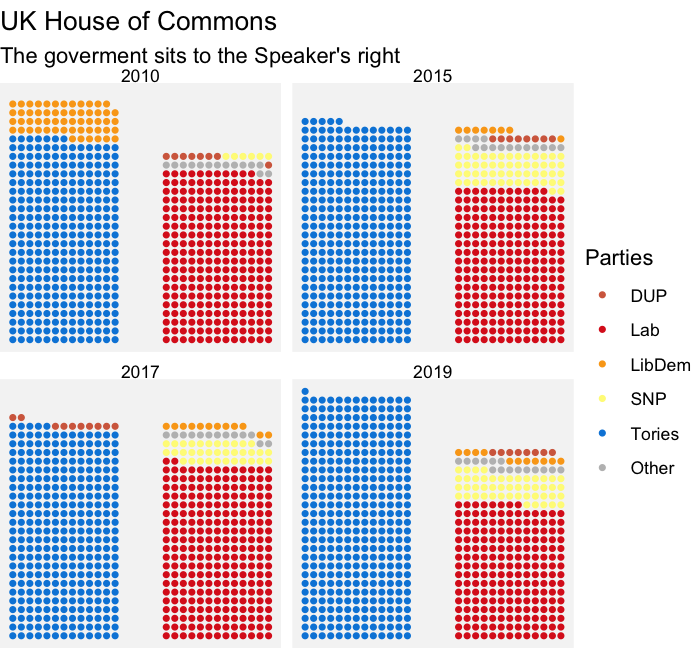 UK House of Commons
The goverment sits to the Speaker's right
2010
2015
2017
2019
Parties
DUP
Lab
LibDem
SNP
Tories
Other